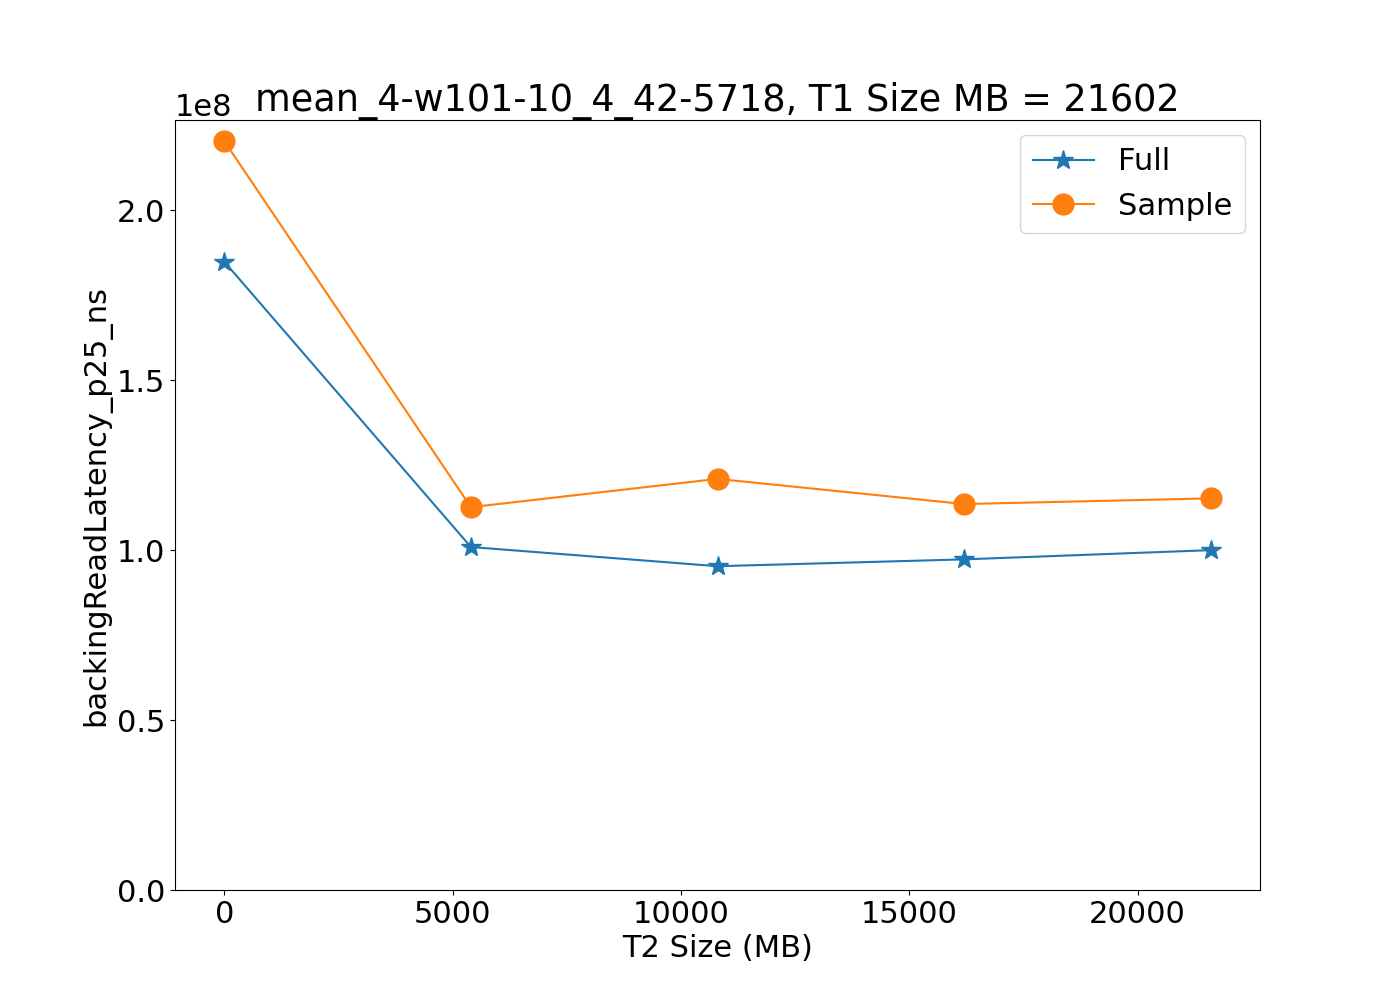 1e8
mean_4-w101-10_4_42-5718, T1 Size MB = 21602
Full
Sample
backingReadLatency_p25_ns
2.0
1.5
1.0
0.5
0.0
0 5000 10000 15000 20000
T2 Size (MB)